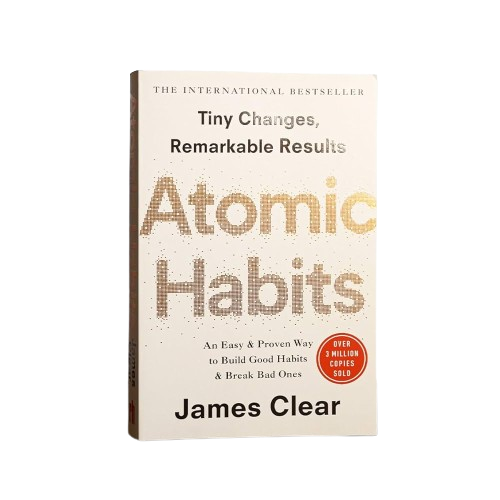 THE INTERNATIONAL BESTSELLER
Tiny Changes,
Remarkable Results
Atomic
Habits
An Easy & Proven Way
to Build Good Habits
& Break Bad Ones
OVER
3 MILLION
COPIES
SOLD
James Clear